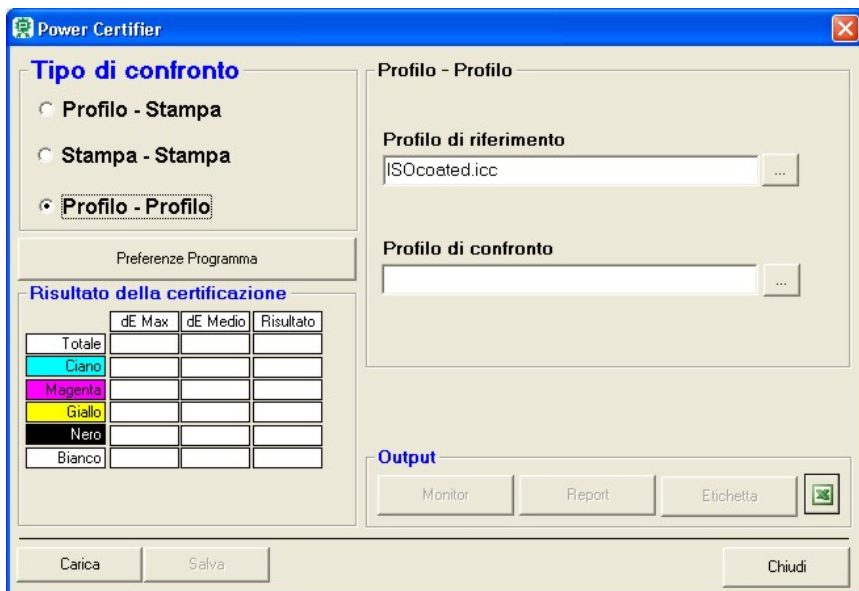 Power Certifier
Tipo di confronto
Profilo - Stampa
Stampa - Stampa
Profilo - Profilo
Preferenze Programma
Risultato della certificazione
dE Max dE Medio Risultato
Totale
Ciano
Magenta
Giallo
Nero
Bianco
Profilo - Profilo
Profilo di riferimento
ISOcoated.icc
...
Profilo di confronto
...
Output
Monitor Report Etichetta
Carica Salva Chiudi